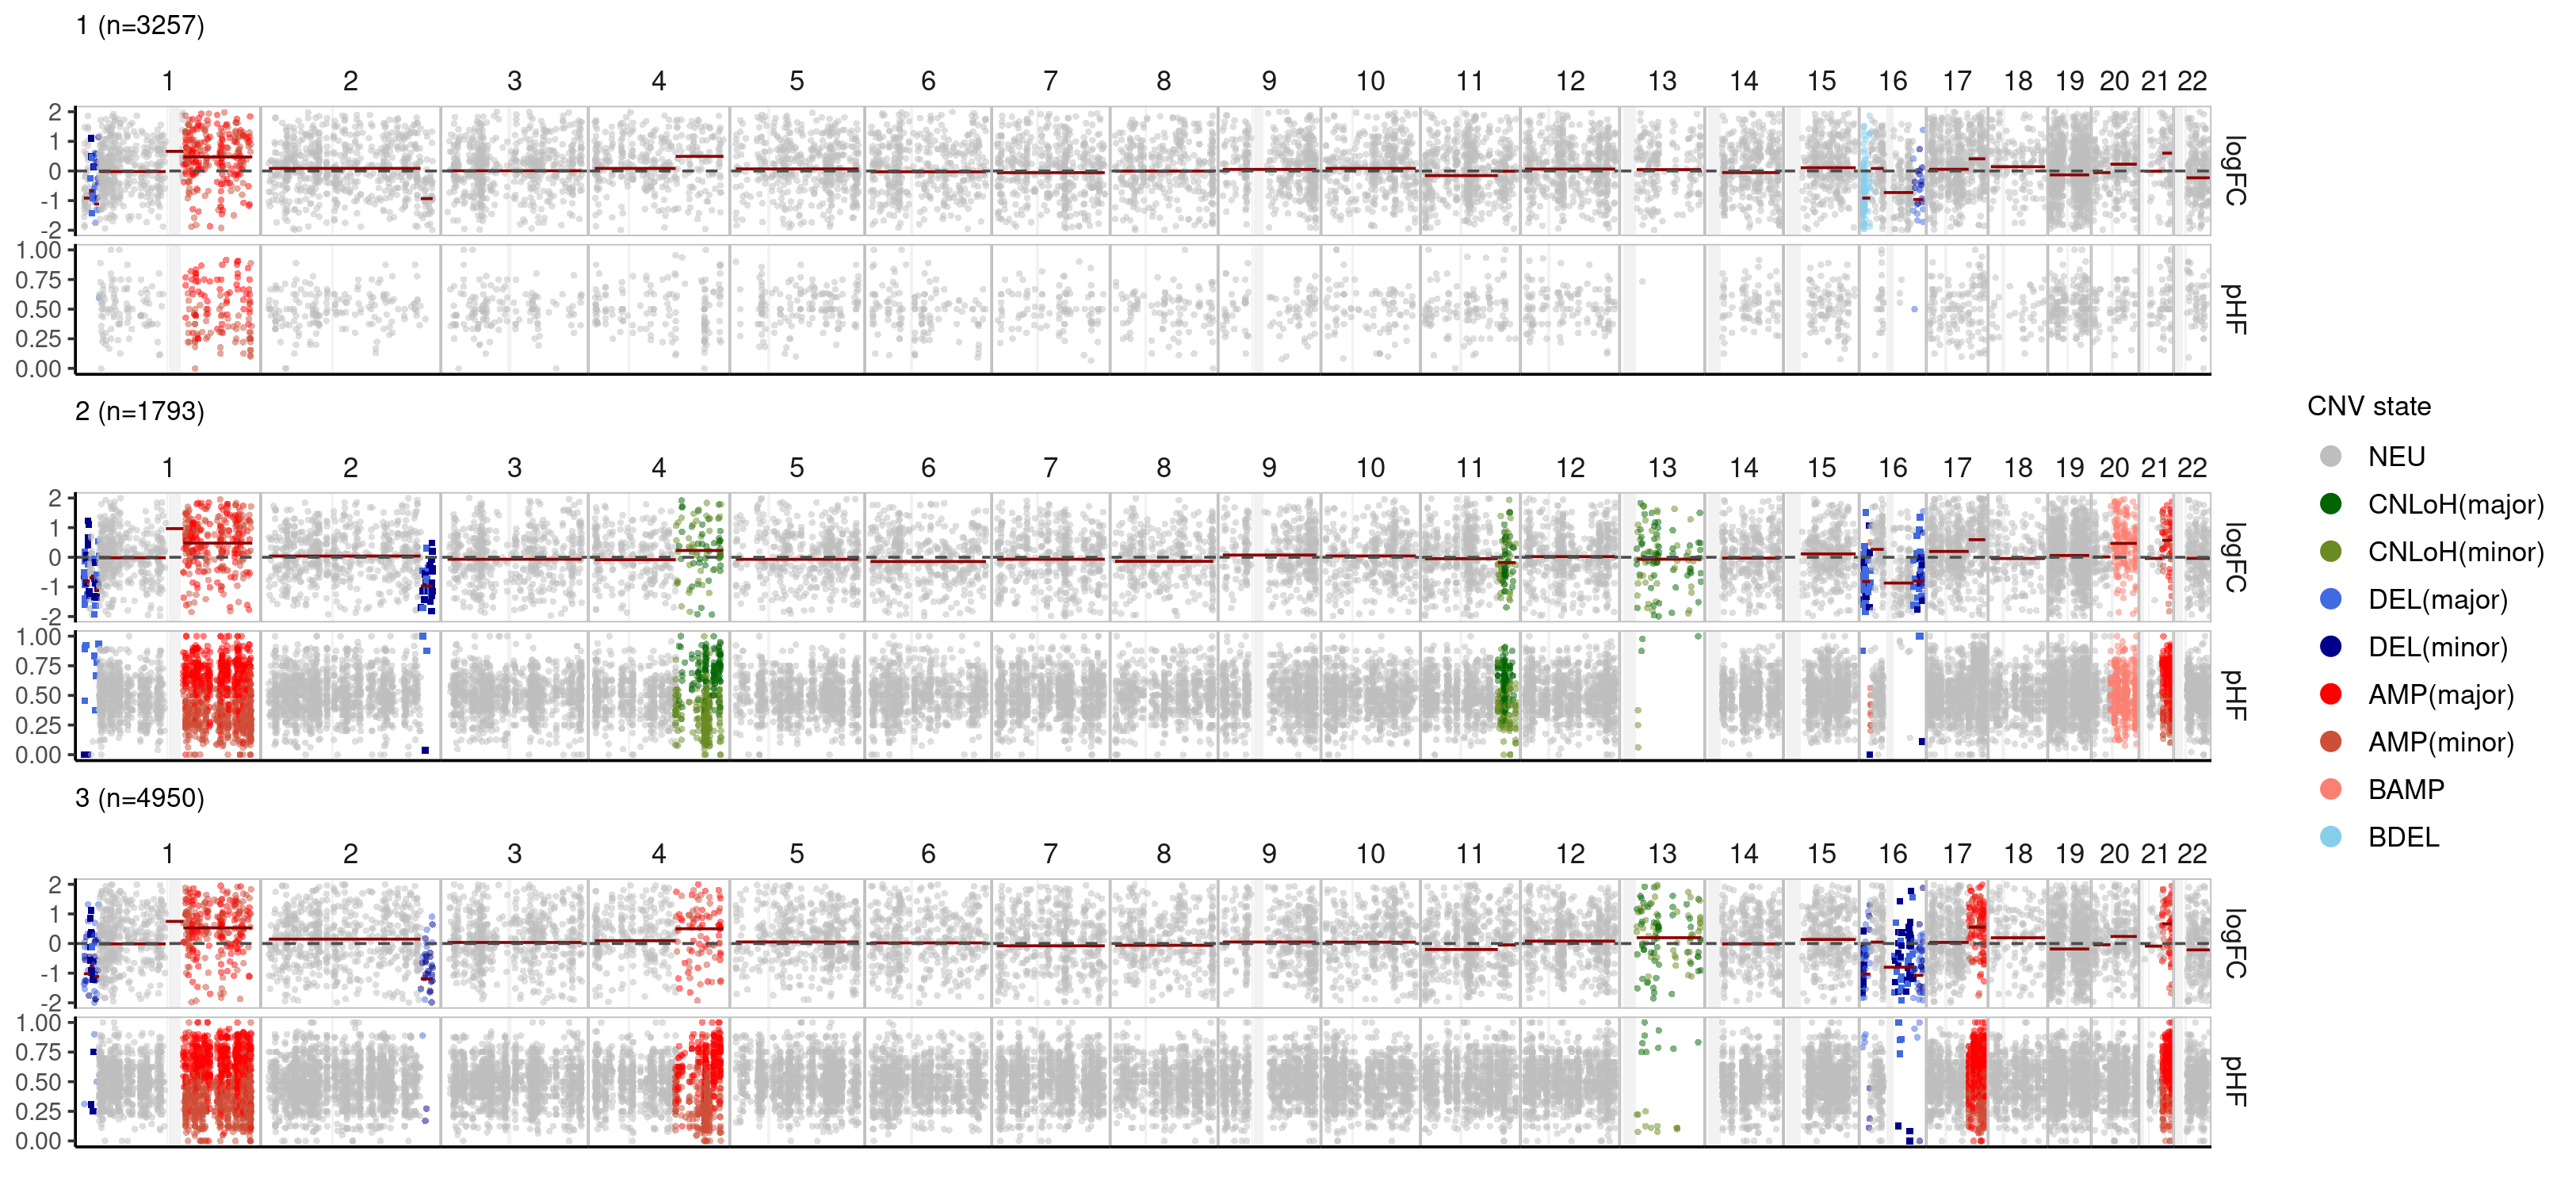 1 (n=3257)
1 2 3 4 5 6 7 8 9 10 11 12 13 14 15 16 17 18 19 20 21 22
2
1
0
-1
-2
logFC
1.00
0.75
0.50
0.25
0.00
pHF
2 (n=1793)
1 2 3 4 5 6 7 8 9 10 11 12 13 14 15 16 17 18 19 20 21 22
2
1
0
-1
-2
logFC
1.00
0.75
0.50
0.25
0.00
pHF
3 (n=4950)
1 2 3 4 5 6 7 8 9 10 11 12 13 14 15 16 17 18 19 20 21 22
2
1
0
-1
-2
logFC
1.00
0.75
0.50
0.25
0.00
pHF
CNV state
NEU
CNLoH(major)
CNLoH(minor)
DEL(major)
DEL(minor)
AMP(major)
AMP(minor)
BAMP
BDEL